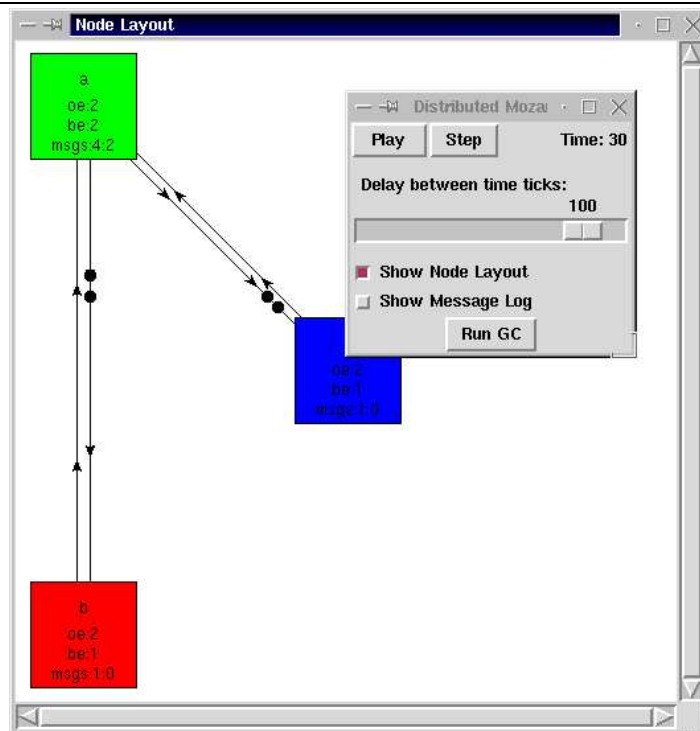 Node Layout
a
oe:2
be:2
msgs:4:2
Distributed Moza
Play Step Time: 30
Delay between time ticks:
100
Show Node Layout
Show Message Log
Run GC
oe:2
be:1
msgs:1:0
b
oe:2
be:1
msgs:1:0